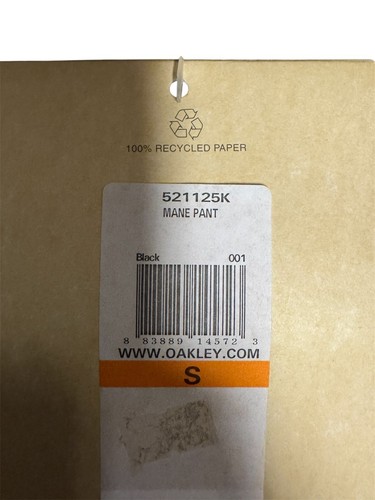 100% RECYCLED PAPER
521125K
MANE PANT
Black 001
8 83889 14572 3
WWW.OAKLEY.COM
S